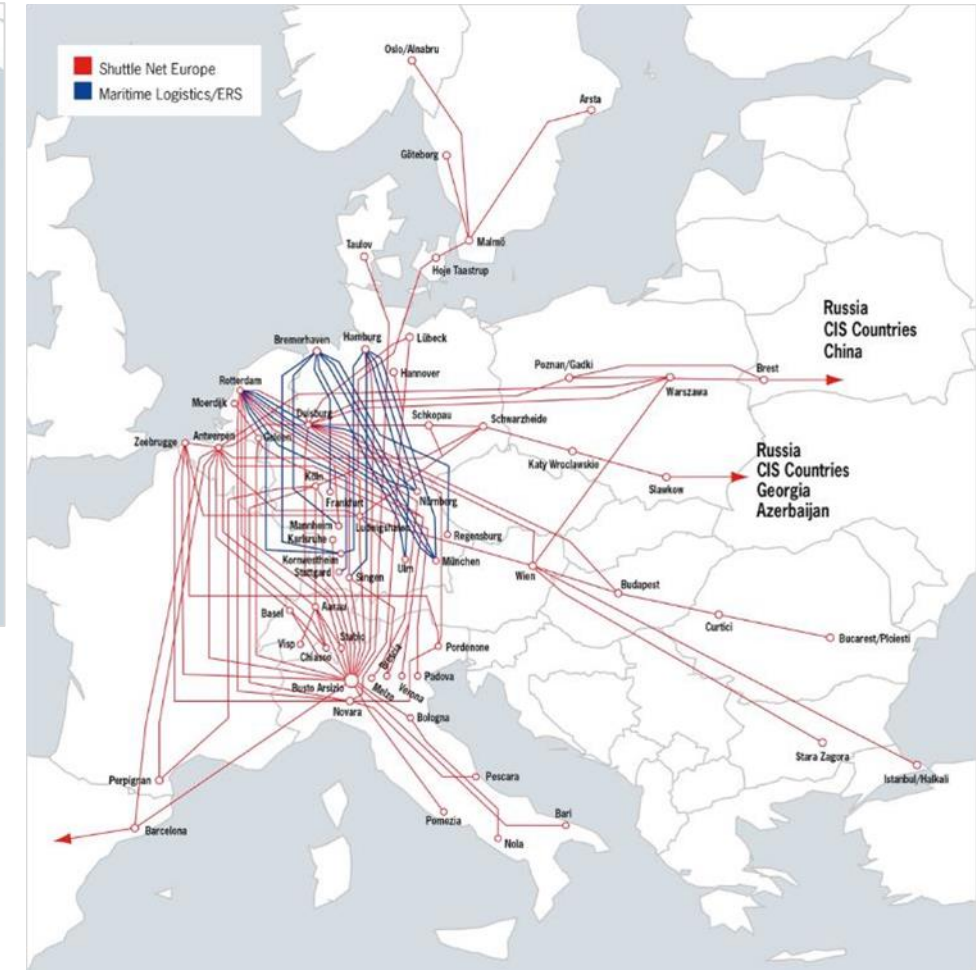 Shuttle Net Europe
Maritime Logistics/ERS
Oslo/Alnabru
Arsta
Göteborg
Malmö
Taulov
Hoje Taastrup
Russia
CIS Countries
China
Bremerhaven
Hamburg
Lübeck
Rotterdam
Hannover
Poznan/Gadki
Brest
Warszawa
Moerdijk
Duisburg
Schkopau
Schwarzheide
Zeebrugge
Antwerpen
Geleen
Katy Wroclawskie
Russia
CIS Countries
Georgia
Azerbaijan
Slawkow
Köln
Frankfurt
Nürnberg
Mannheim
Ludwigshafen
Karlsruhe
Regensburg
Kornwestheim
Stuttgard
Singen
Ulm
München
Wien
Budapest
Basel
Aarau
Curtici
Bucarest/Ploiesti
Visp
Stabio
Chiasso
Pordenone
Busto Arsizio
Melzo
Brescia
Verona
Padova
Novara
Bologna
Stara Zagora
Istanbul/Halkali
Perpignan
Pescara
Barcelona
Pomezia
Bari
Nola